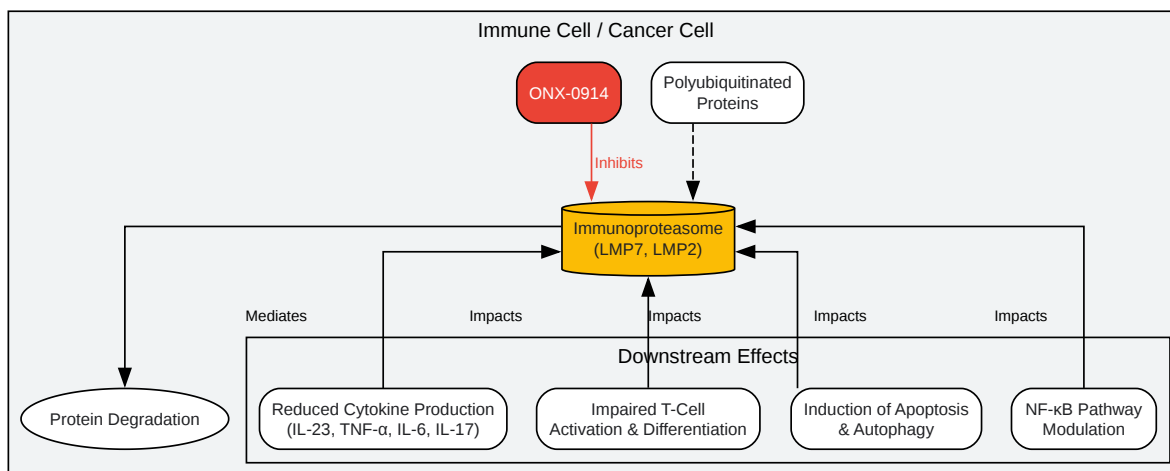 Immune Cell / Cancer Cell
ONX-0914
Polyubiquitinated
Proteins
Inhibits
Immunoproteasome
(LMP7, LMP2)
Mediates
Impacts
Impacts
Impacts
Impacts
Downstream Effects
Protein Degradation
Reduced Cytokine Production
(IL-23, TNF-α, IL-6, IL-17)
Impaired T-Cell
Activation & Differentiation
Induction of Apoptosis
& Autophagy
NF-κB Pathway
Modulation